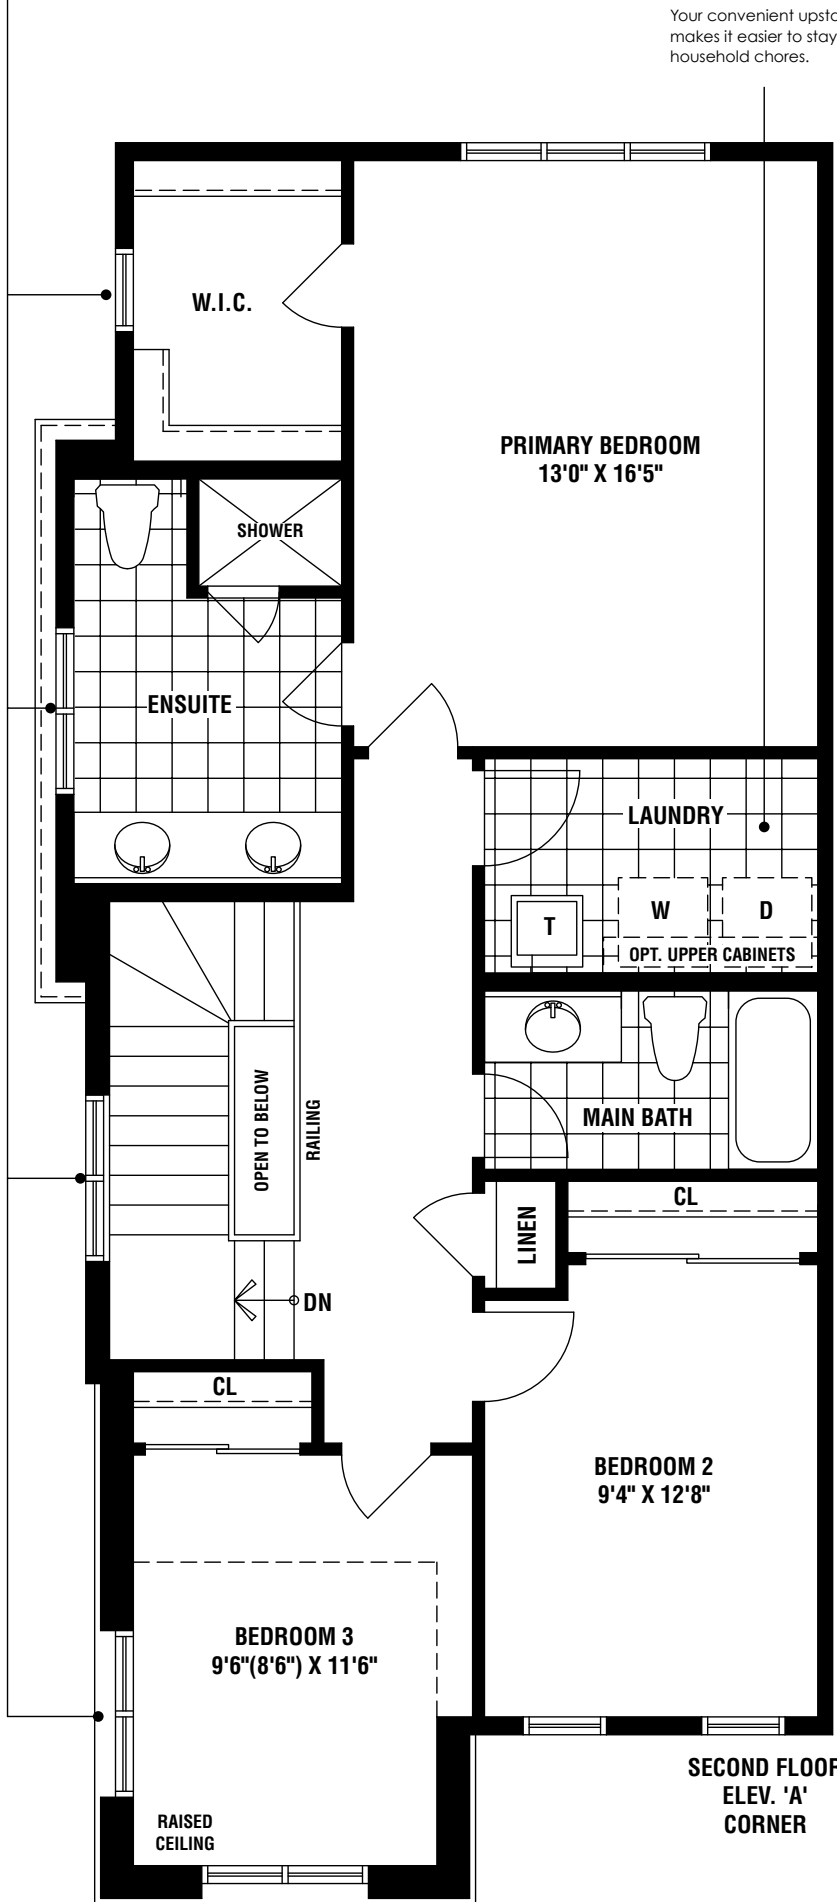 Your convenient
makes it easier to stay
household chores.
W.I.C.
PRIMARY BEDROOM
13'0" X 16'5"
SHOWER
ENSUITE
LAUNDRY
T
W
D
OPT. UPPER CABINETS
OPEN TO BELOW
RAILING
MAIN BATH
LINEN
CL
DN
CL
BEDROOM 2
9'4" X 12'8"
BEDROOM 3
9'6"(8'6") X 11'6"
RAISED
CEILING
SECOND FLOOR
ELEV. 'A'
CORNER